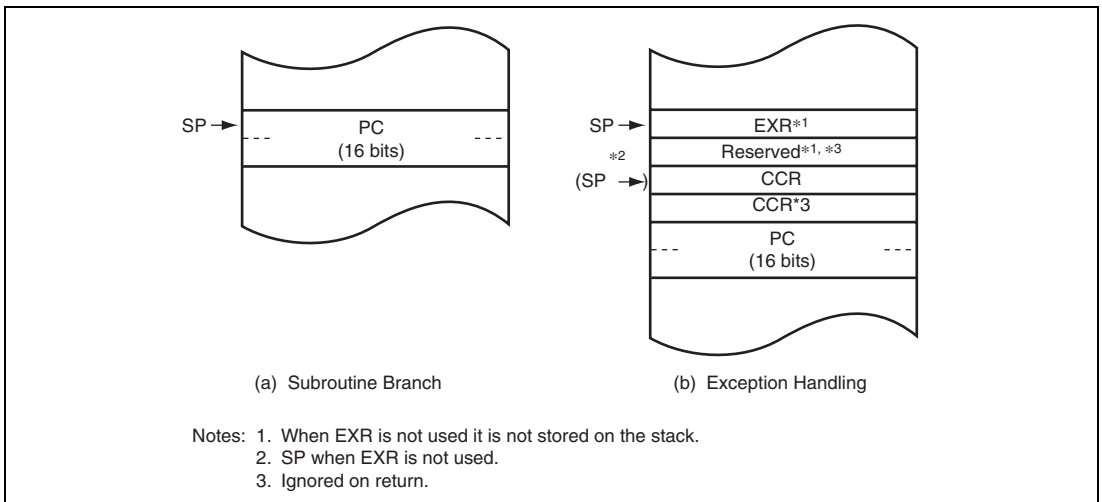 SP
PC
(16 bits)
(a) Subroutine Branch
SP
EXR*1
Reserved*1, *3
*2
(SP )
CCR
CCR*3
PC
(16 bits)
(b) Exception Handling
Notes: 1. When EXR is not used it is not stored on the stack.
2. SP when EXR is not used.
3. Ignored on return.